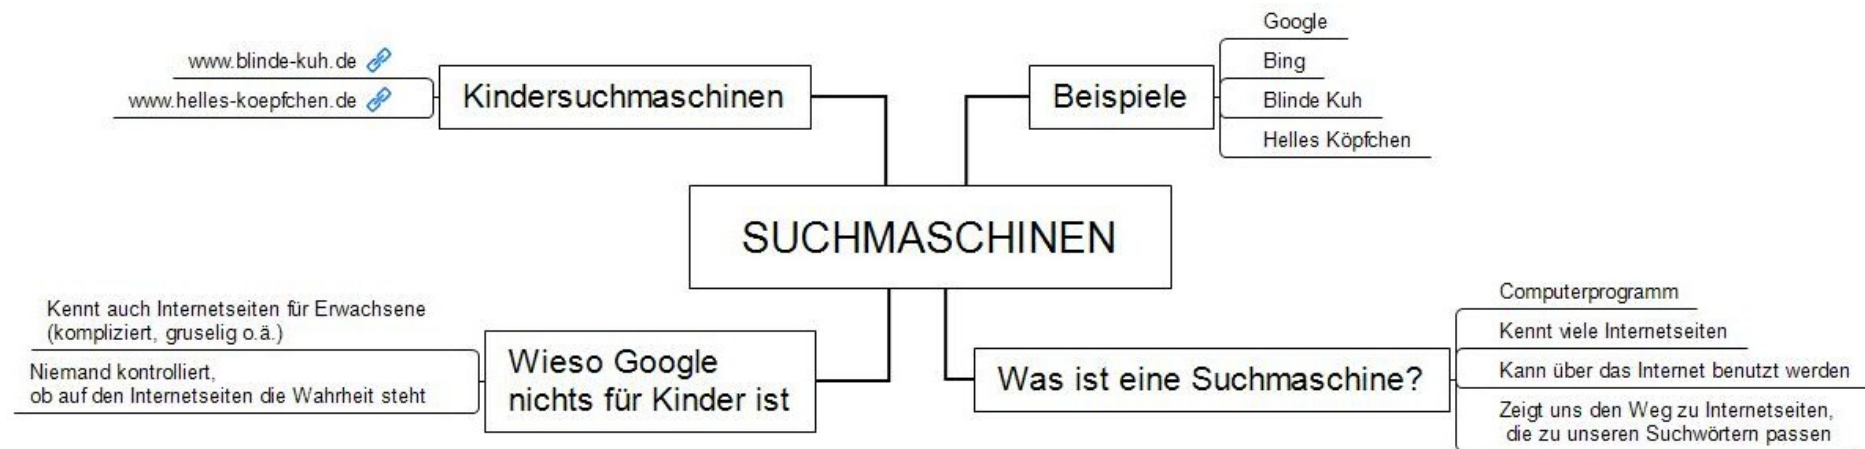 www.blinde-kuh.de
www.helles-koepfchen.de
Kindersuchmaschinen
Beispiele
Google
Bing
Blinde Kuh
Helles Köpfchen
SUCHMASCHINEN
Kennt auch Internetseiten für Erwachsene
(kompliziert, gruselig o.ä.)
Niemand kontrolliert,
ob auf den Internetseiten die Wahrheit steht
Wieso Google
nichts für Kinder ist
Was ist eine Suchmaschine?
Computerprogramm
Kennt viele Internetseiten
Kann über das Internet benutzt werden
Zeigt uns den Weg zu Internetseiten,
die zu unseren Suchwörtern passen